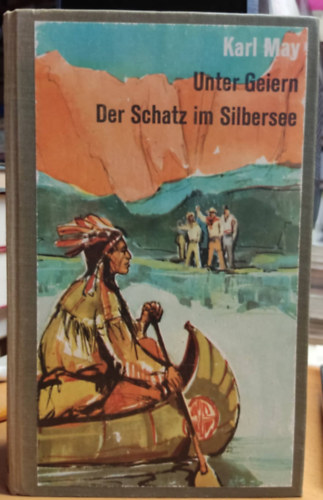 Karl May
Unter Geiern
Der Schatz im Silbersee